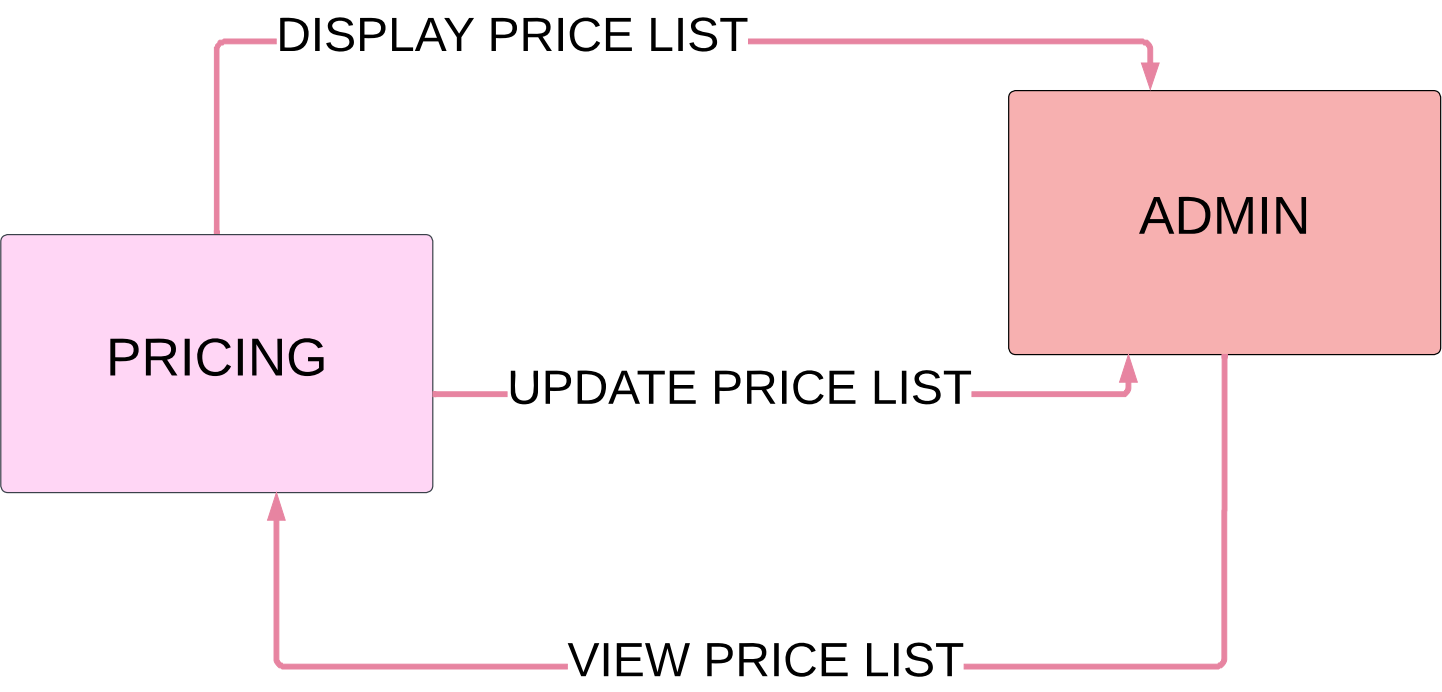 DISPLAY PRICE LIST
ADMIN
PRICING
UPDATE PRICE LIST
VIEW PRICE LIST